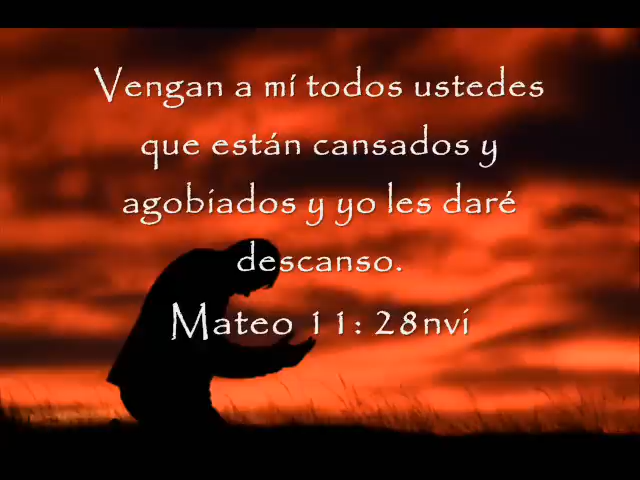 Vengan a mí todos ustedes
que están cansados y
agobiados y yo les daré
descanso.
Mateo 11: 28nvi